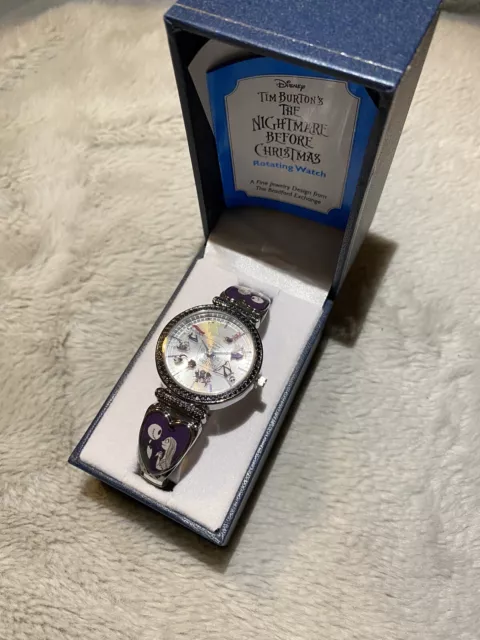 Disney
TIM BURTON'S
THE
NIGHTMARE
BEFORE
CHRISTMAS
Rotating Watch
A Fine Jewelry Design from
The Bradford Exchange